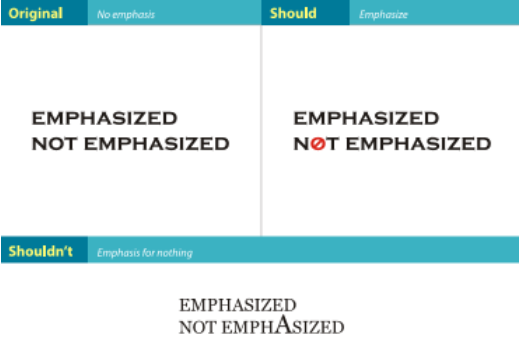 Original No emphasis
Should Emphasize
EMPHASIZED
NOT EMPHASIZED
EMPHASIZED
NOT EMPHASIZED
Shouldn't Emphasis for nothing
EMPHASIZED
NOT EMPHASIZED